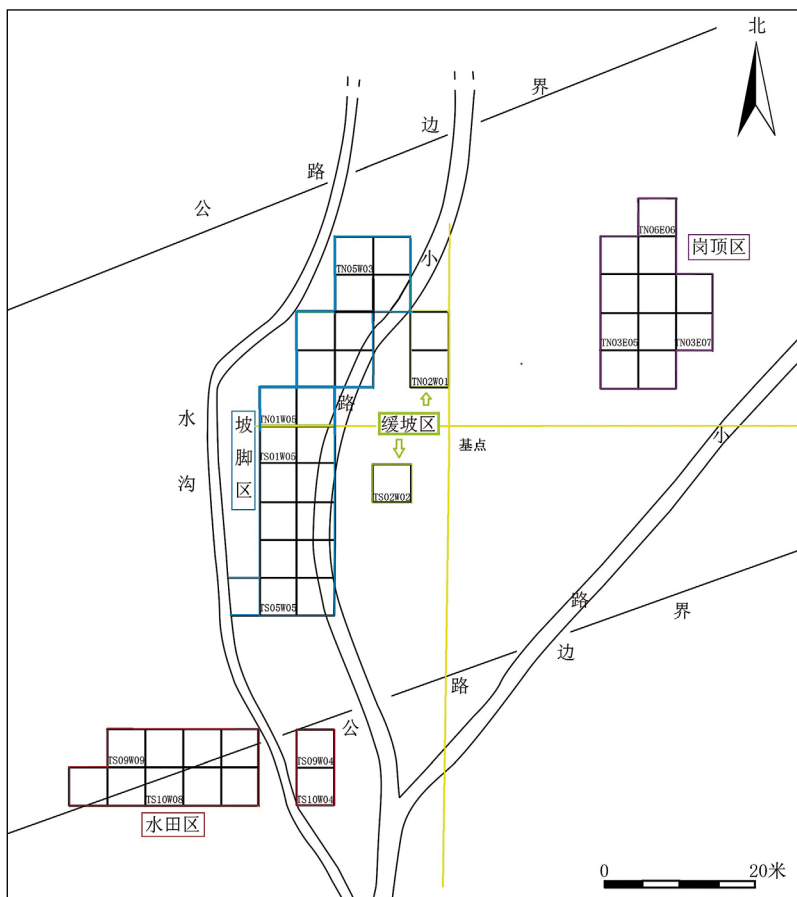 北
界
边
路
公
TN06E06
岗顶区
小
TN05W03
TN03E05
TN03E07
TN02W01
路
水沟
坡脚区
TN01W05
缓坡区
基点
小
TS01W05
TS02W02
路
TS05W05
界
边
路
公
TS09W09
TS09W04
TS10W08
TS10W04
水田区
0
20米